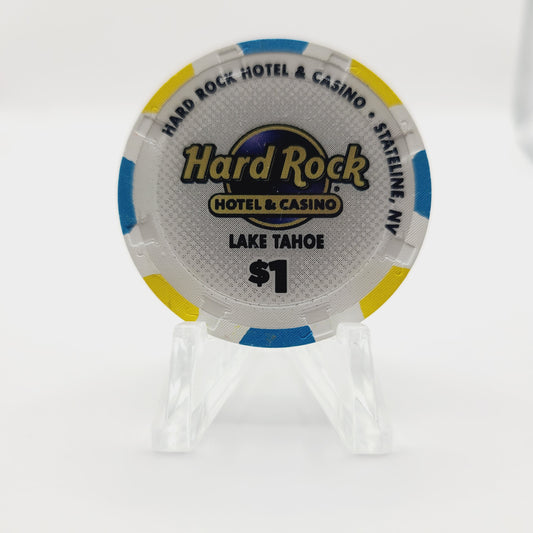 HARD ROCK HOTEL & CASINO • STATELINE, NV
Hard Rock
®
HOTEL & CASINO
LAKE TAHOE
$1